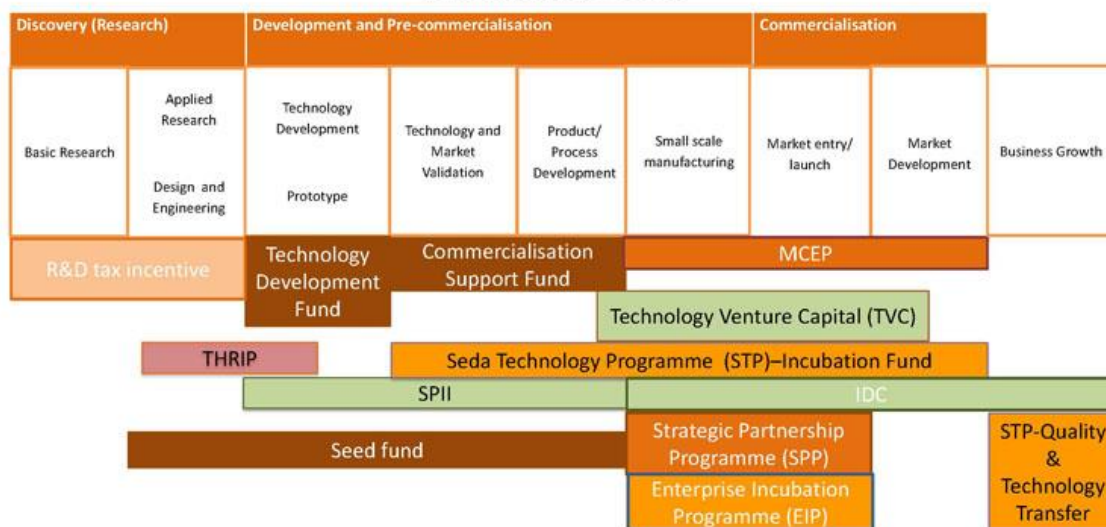 Discovery (Research)
Development and Pre-commercialisation
Commercialisation
Basic Research
Applied
Research
Design and
Engineering
Technology
Development
Prototype
Technology and
Market
Validation
Product/
Process
Development
Small scale
manufacturing
Market entry/
launch
Market
Development
Business Growth
R&D tax incentive
Technology
Development
Fund
Commercialisation
Support Fund
MCEP
Technology Venture Capital (TVC)
THRIP
Seda Technology Programme (STP)–Incubation Fund
SPII
IDC
Seed fund
Strategic Partnership
Programme (SPP)
Enterprise Incubation
Programme (EIP)
STP-Quality
&
Technology
Transfer